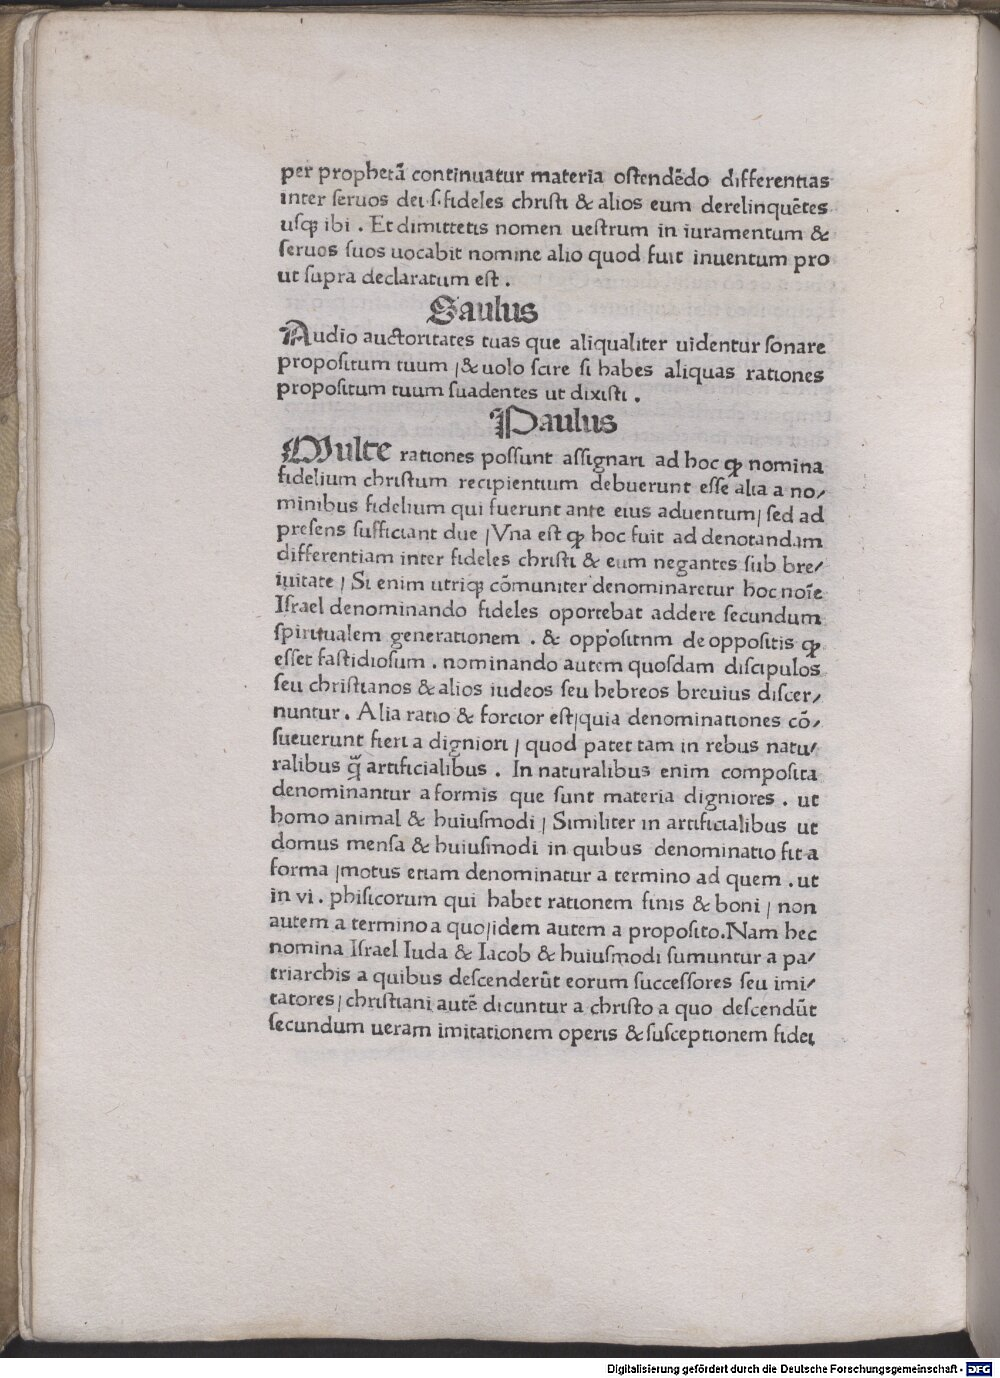 per prophetã continuatur materia ostendẽdo differentias
inter seruos dei .s. fideles christi & alios eum derelinquẽtes
usqꝫ ibi . Et dimittetis nomen uestrum in iuramentum &
seruos suos uocabit nomine alio quod fuit inuentum pro
ut supra declaratum est .
Saulus
Audio auctoritates tuas que aliqualiter uidentur sonare
propositum tuum / & uolo scire si habes aliquas rationes
propositum tuum suadentes ut dixisti .
Paulus
Multe rationes possunt assignari ad hoc ꝙ nomina
fidelium christum recipientium debuerunt esse alia a no/
minibus fidelium qui fuerunt ante eius aduentum / sed ad
presens sufficiant due / Vna est ꝙ hoc fuit ad denotandam
differentiam inter fideles christi & eum negantes sub bre/
iuitate / Si enim utriqꝫ cõmuniter denominaretur hoc noĩe
Israel denominando fideles oportebat addere secundum
spiritualem generationem . & oppositnm de oppositis ꝙ
esset fastidiosum . nominando autem quosdam discipulos
seu christianos & alios iudeos seu hebreos breuius discer/
nuntur . Alia ratio & forcior est / quia denominationes cõ/
sueuerunt fieri a digniori / quod patet tam in rebus natu/
ralibus q̃ artificialibus . In naturalibus enim composita
denominantur a formis que sunt materia digniores . ut
homo animal & huiusmodi / Similiter in artificialibus ut
domus mensa & huiusmodi in quibus denominatio fit a
forma / motus etiam denominatur a termino ad quem . ut
in vi . phisicorum qui habet rationem finis & boni / non
autem a termino a quo / idem autem a proposito. Nam hec
nomina Israel Iuda & Iacob & huiusmodi sumuntur a pa/
triarchis a quibus descenderũt eorum successores seu imi/
tatores / christiani autẽ dicuntur a christo a quo descendũt
secundum ueram imitationem operis & susceptionem fidei
Digitalisierung gefördert durch die Deutsche Forschungsgemeinschaft - DFG